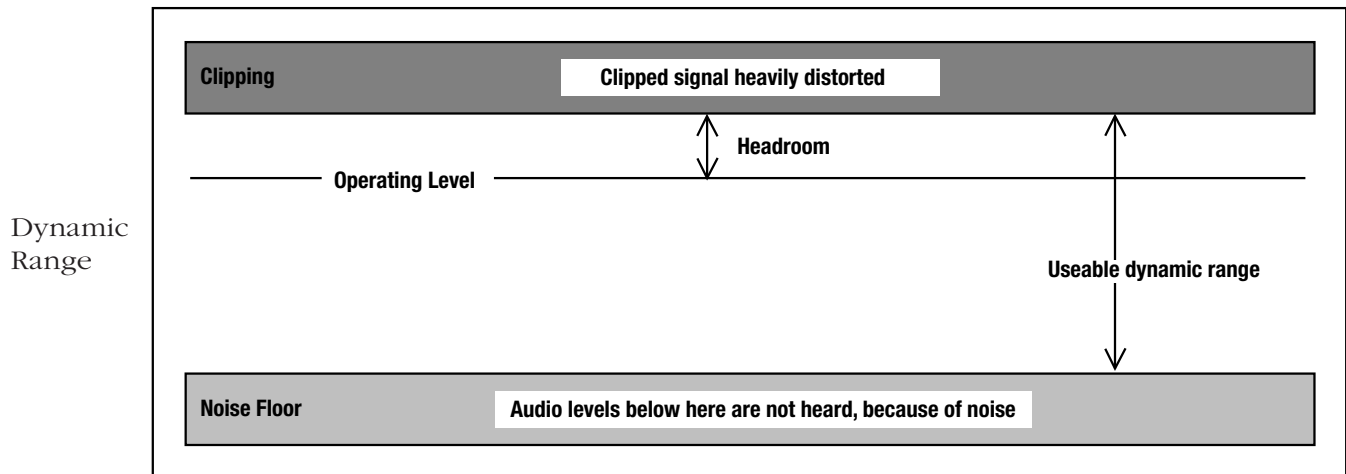 Clipping
Clipped signal heavily distorted
Headroom
Operating Level
Dynamic
Range
Useable dynamic range
Noise Floor
Audio levels below here are not heard, because of noise